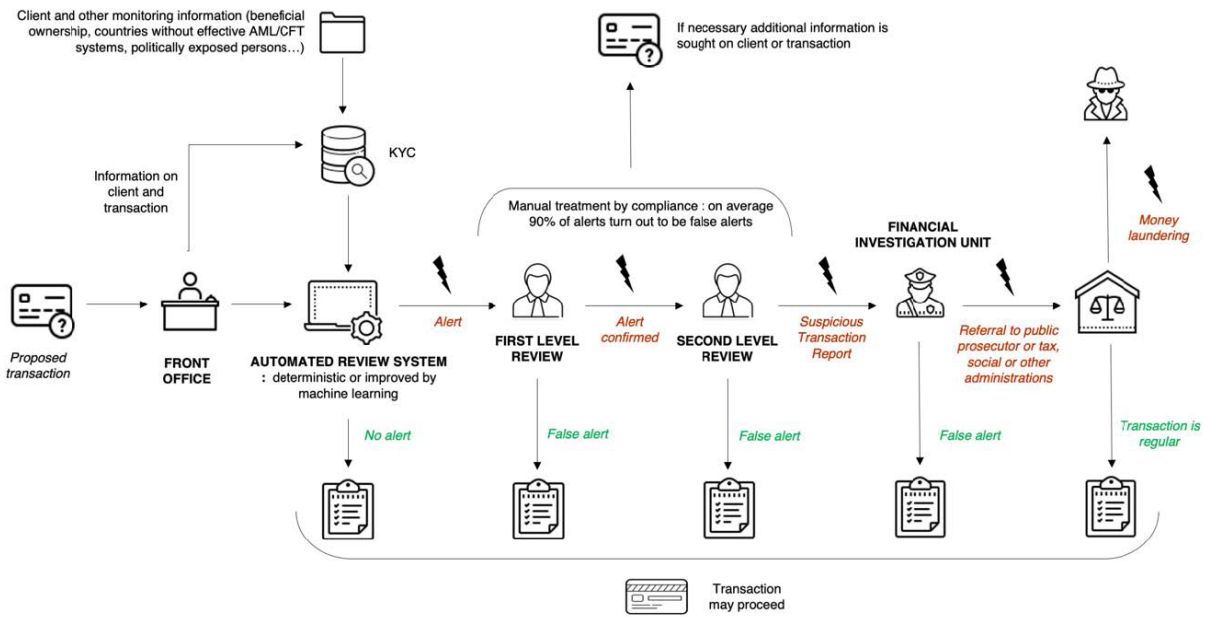 Client and other monitoring information (beneficial
ownership, countries without effective AML/CFT
systems, politically exposed persons…)
If necessary additional information is
sought on client or transaction
KYC
Information on
client and
transaction
Manual treatment by compliance : on average
90% of alerts turn out to be false alerts
FINANCIAL
INVESTIGATION UNIT
Money
laundering
Proposed
transaction
FRONT
OFFICE
AUTOMATED REVIEW SYSTEM
: deterministic or improved by
machine learning
Alert
FIRST LEVEL
REVIEW
Alert
confirmed
SECOND LEVEL
REVIEW
Suspicious
Transaction
Report
Referral to public
prosecutor or tax,
social or other
administrations
No alert
False alert
False alert
False alert
Transaction is
regular
Transaction
may proceed